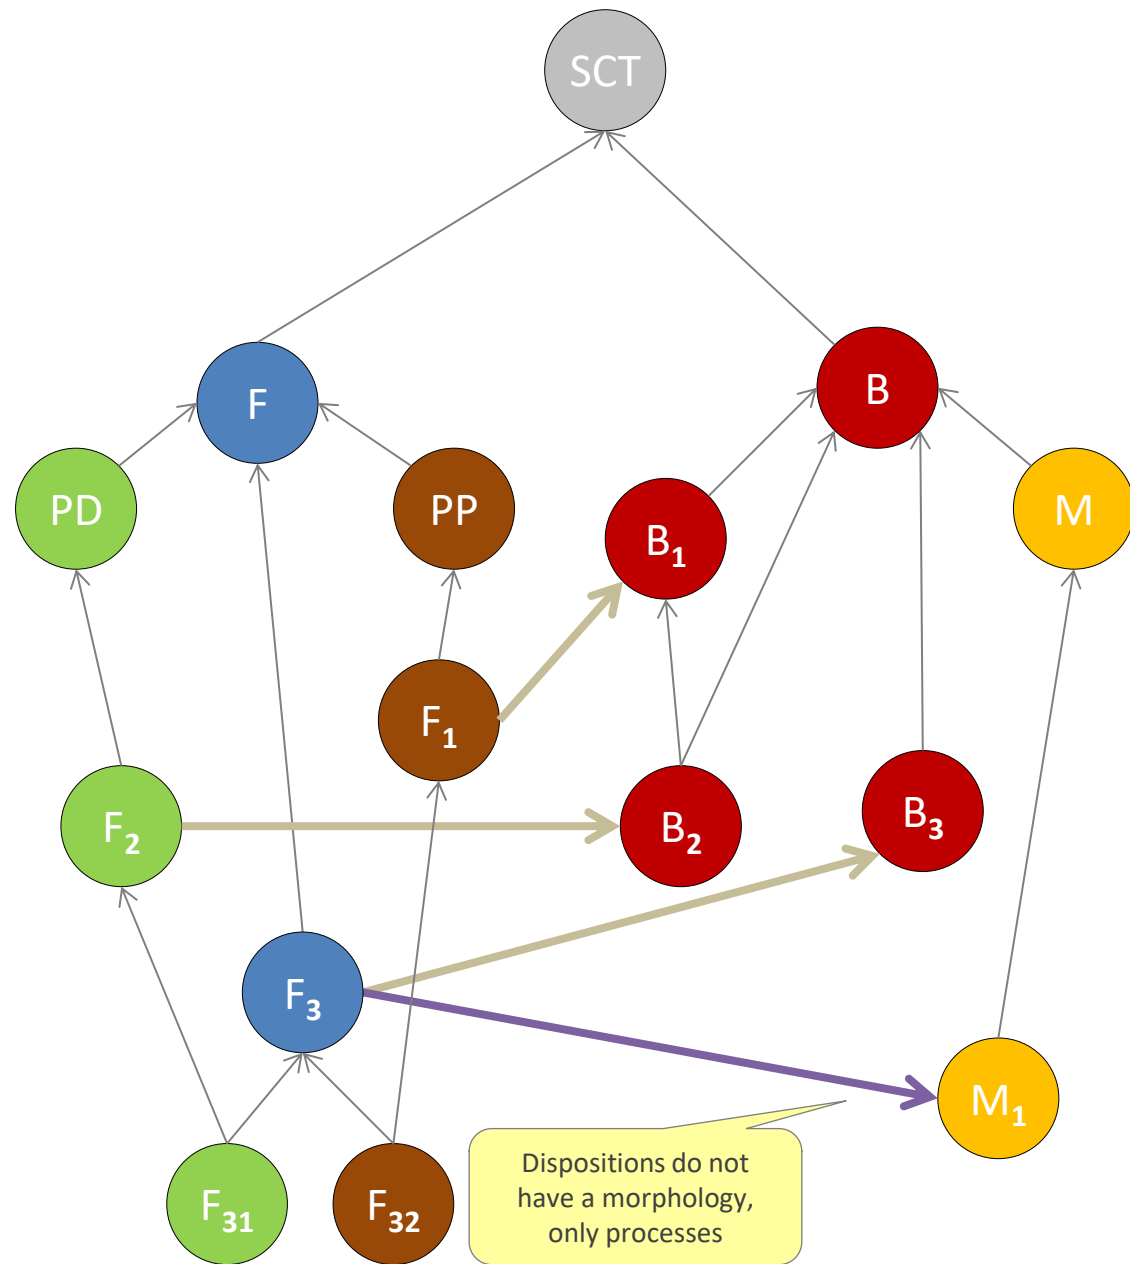 SCT
F
B
PD
PP
B₁
M
F₁
F₂
B₂
B₃
F₃
M₁
F₃₁
F₃₂
Dispositions do not
have a morphology,
only processes